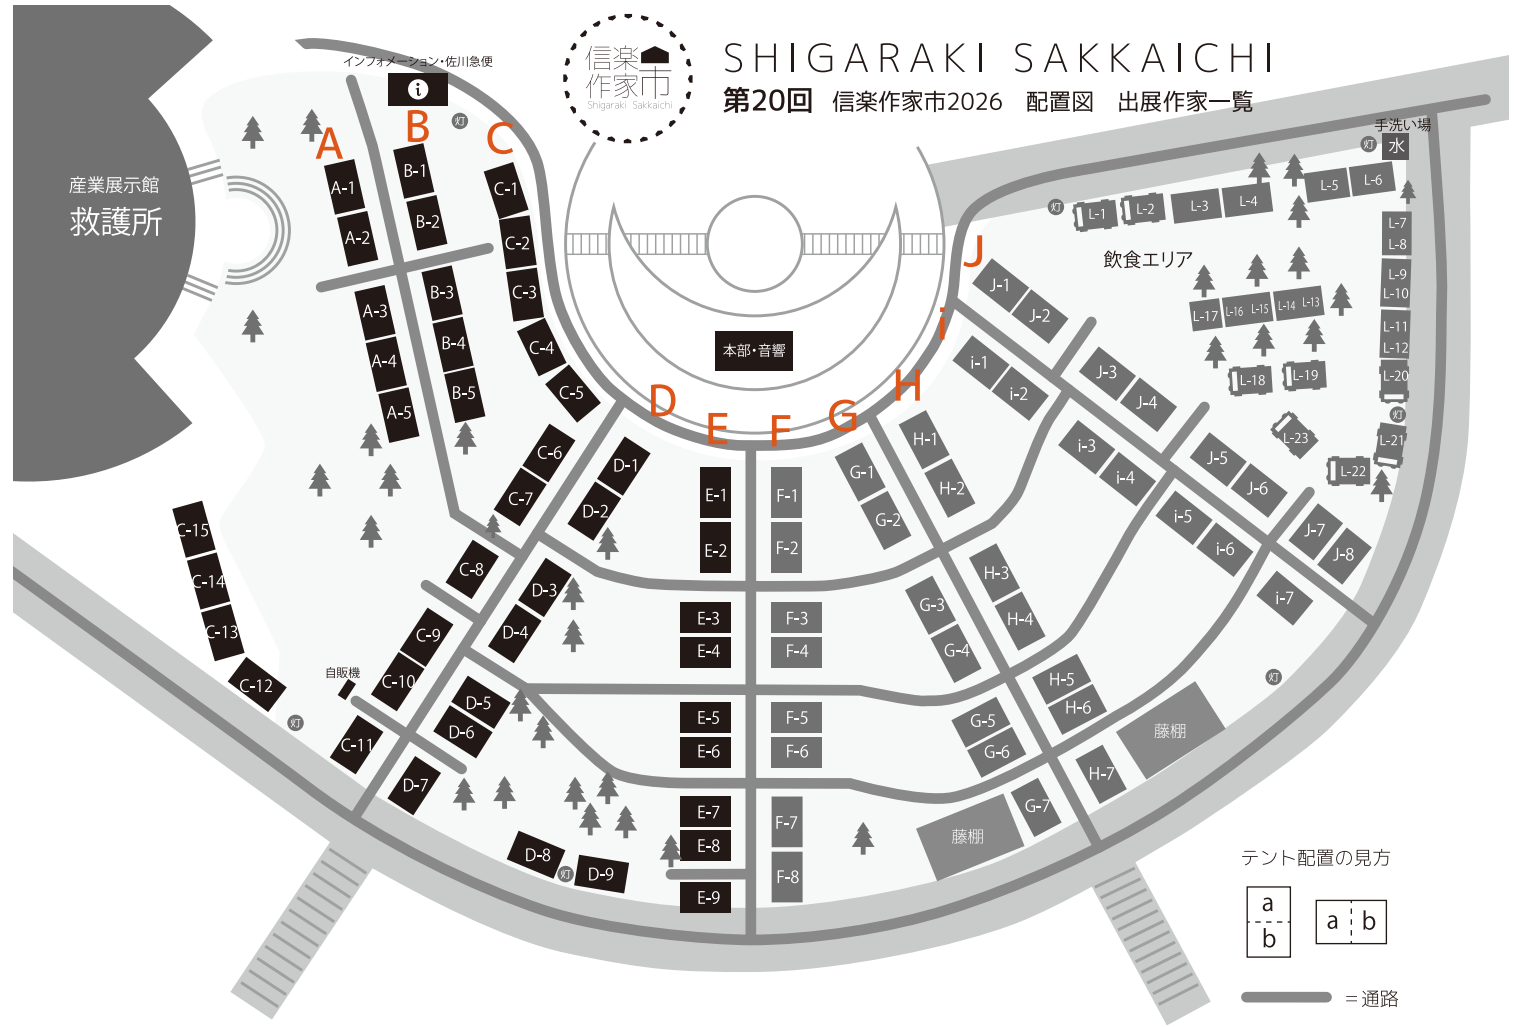 信楽
作家市
Shigaraki Sakkaichi
SHIGARAKI SAKKAICHI
第20回 信楽作家市2026 配置図 出展作家一覧
インフォメーション・佐川急便
i
産業展示館
救護所
本部・音響
手洗い場
水
飲食エリア
自販機
藤棚
藤棚
灯
灯
灯
灯
灯
灯
灯
A
B
C
D
E
F
G
H
i
J
A-1
A-2
A-3
A-4
A-5
B-1
B-2
B-3
B-4
B-5
C-1
C-2
C-3
C-4
C-5
C-6
C-7
C-8
C-9
C-10
C-11
C-12
C-13
C-14
C-15
D-1
D-2
D-3
D-4
D-5
D-6
D-7
D-8
D-9
E-1
E-2
E-3
E-4
E-5
E-6
E-7
E-8
E-9
F-1
F-2
F-3
F-4
F-5
F-6
F-7
F-8
G-1
G-2
G-3
G-4
G-5
G-6
G-7
H-1
H-2
H-3
H-4
H-5
H-6
H-7
i-1
i-2
i-3
i-4
i-5
i-6
i-7
J-1
J-2
J-3
J-4
J-5
J-6
J-7
J-8
L-1
L-2
L-3
L-4
L-5
L-6
L-7
L-8
L-9
L-10
L-11
L-12
L-13
L-14
L-15
L-16
L-17
L-18
L-19
L-20
L-21
L-22
L-23
テント配置の見方
a
b
a b
＝通路